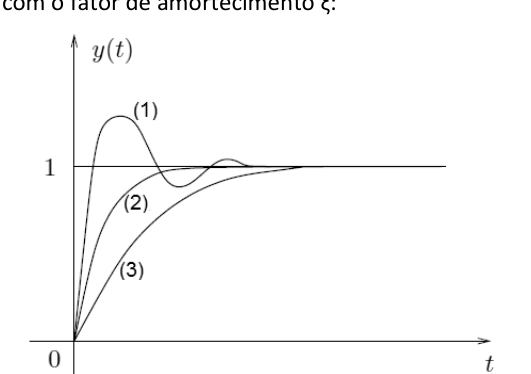 com o fator de amortecimento ξ:
y(t)
(1)
1
(2)
(3)
0
t